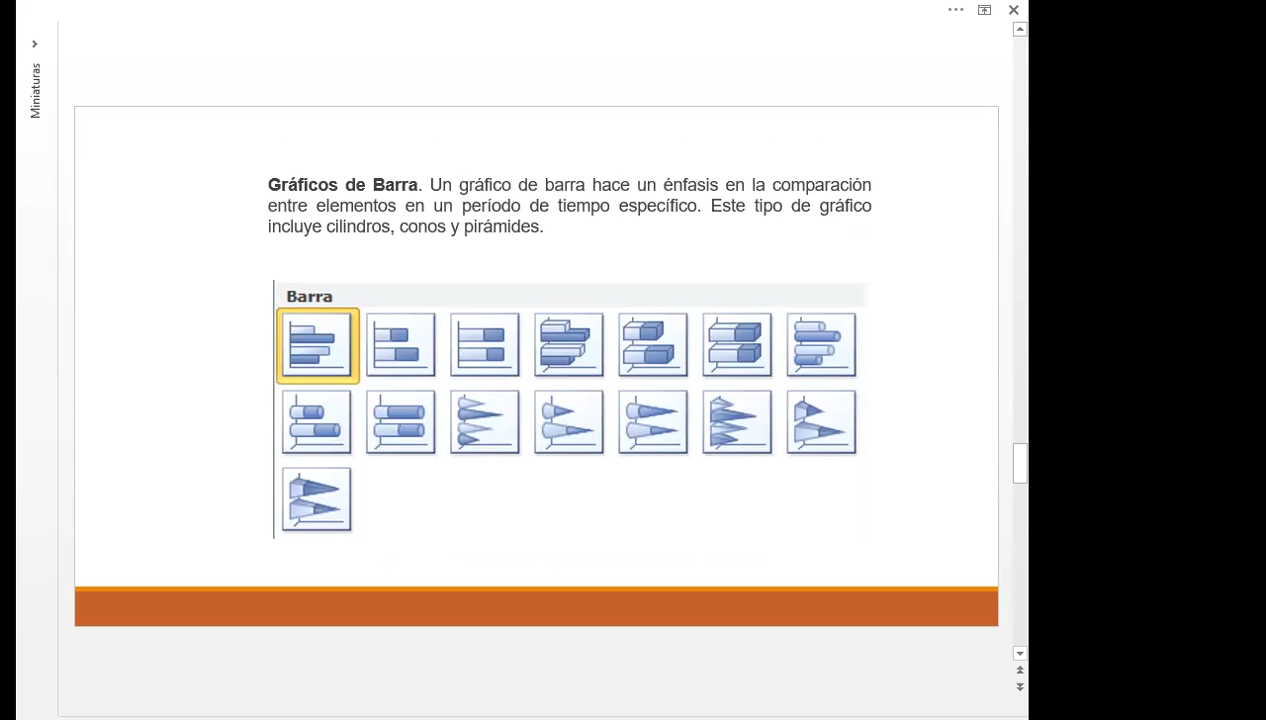 Miniaturas
Gráficos de Barra. Un gráfico de barra hace un énfasis en la comparación
entre elementos en un período de tiempo específico. Este tipo de gráfico
incluye cilindros, conos y pirámides.
Barra